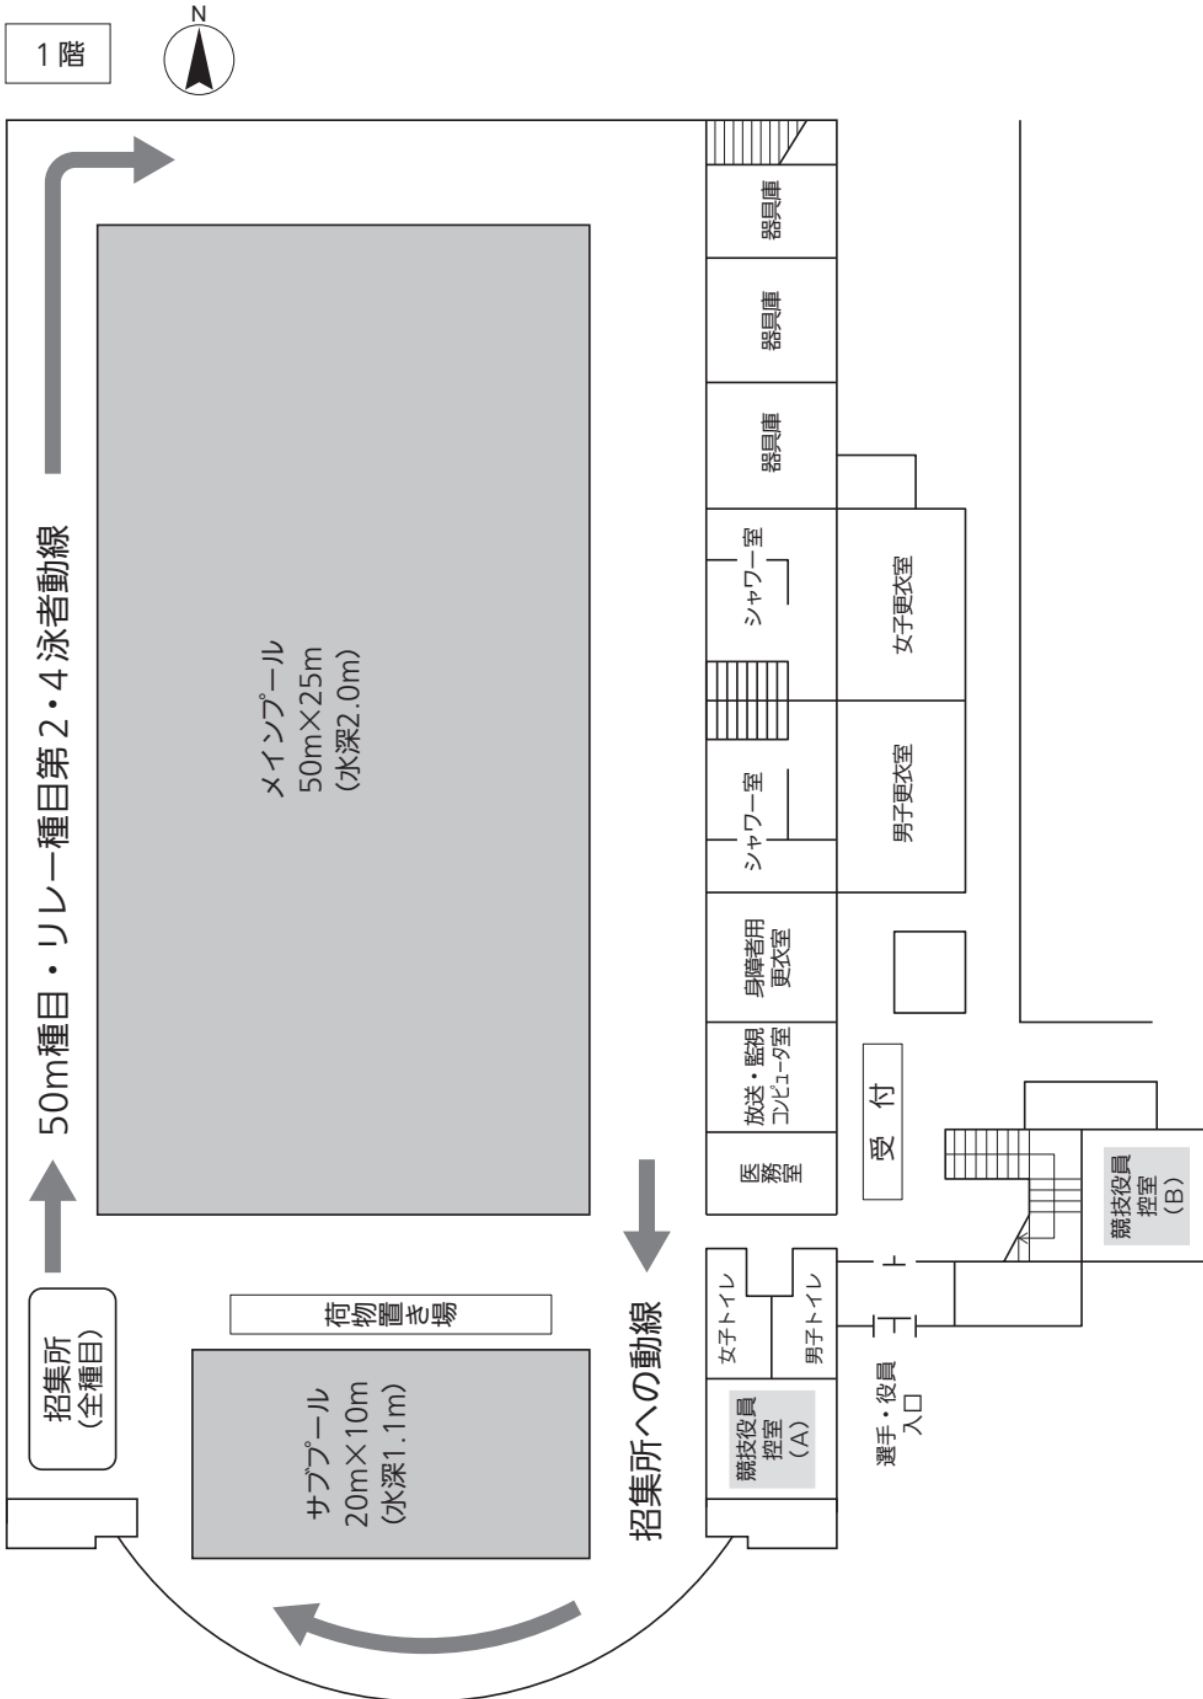 1階
N
50m種目・リレー種目第2・4泳者動線
招集所
(全種目)
メインプール
50m×25m
(水深2.0m)
荷物置き場
サブプール
20m×10m
(水深1.1m)
招集所への動線
器具庫
器具庫
器具庫
シャワー室
シャワー室
女子更衣室
男子更衣室
身障者用
更衣室
放送・監視
コンピュータ室
医務室
受付
女子トイレ
男子トイレ
競技役員
控室
(A)
選手・役員
入口
競技役員
控室
(B)